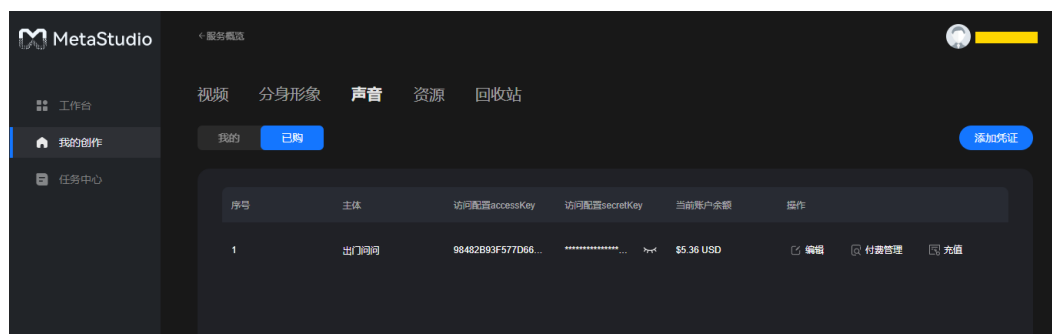 MetaStudio
←服务概览
视频 分身形象 声音 资源 回收站
工作台
我的 已购 添加凭证
我的创作
任务中心
序号 主体 访问配置accessKey 访问配置secretKey 当前账户余额 操作
1 出门问问 98482B93F577D66... ***************... $5.36 USD 编辑 付费管理 充值